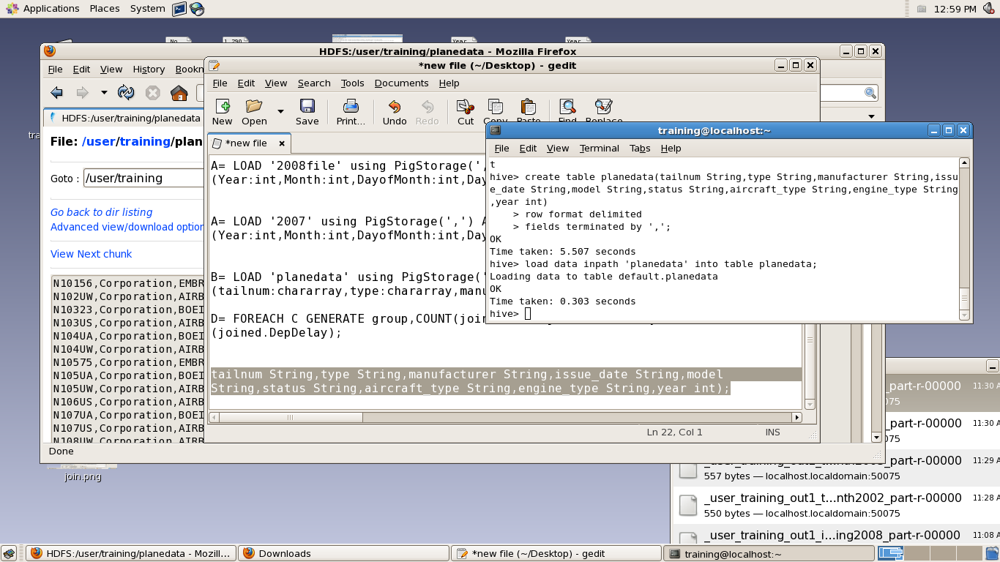 Applications Places System 12:59 PM
No Year Year
HDFS:/user/training/planedata - Mozilla Firefox
File Edit View History Bookn
HDFS:/user/training/planedata
File: /user/training/plan
Goto : /user/training
Go back to dir listing
Advanced view/download option
View Next chunk
N10156,Corporation,EMBR
N102UW,Corporation,AIRB
N10323,Corporation,BOEI
N103US,Corporation,AIRB
N104UA,Corporation,BOEI
N104UW,Corporation,AIRB
N10575,Corporation,EMBR
N105UA,Corporation,BOEI
N105UW,Corporation,AIRB
N106US,Corporation,AIRB
N107UA,Corporation,BOEI
N107US,Corporation,AIRB
N108UW,Corporation,AIRB
Done
join.png
*new file (~/Desktop) - gedit
File Edit View Search Tools Documents Help
New Open Save Print... Undo Redo Cut Copy Paste Find Replace
*new file
A= LOAD '2008file' using PigStorage(',
(Year:int,Month:int,DayofMonth:int,Day
A= LOAD '2007' using PigStorage(',') A
(Year:int,Month:int,DayofMonth:int,Day
B= LOAD 'planedata' using PigStorage('
(tailnum:chararray,type:chararray,manu
D= FOREACH C GENERATE group,COUNT(join
(joined.DepDelay);
tailnum String,type String,manufacturer String,issue_date String,model
String,status String,aircraft_type String,engine_type String,year int);
Ln 22, Col 1 INS
training@localhost:~
File Edit View Terminal Tabs Help
t
hive> create table planedata(tailnum String,type String,manufacturer String,issu
e_date String,model String,status String,aircraft_type String,engine_type String
,year int)
> row format delimited
> fields terminated by ',';
OK
Time taken: 5.507 seconds
hive> load data inpath 'planedata' into table planedata;
Loading data to table default.planedata
OK
Time taken: 0.303 seconds
hive>
_part-r-00000 11:30 A
075
_part-r-00000 11:30 A
075
_part-r-00000 11:29 A
557 bytes — localhost.localdomain:50075
_user_training_out1_t...nth2002_part-r-00000 11:28 A
550 bytes — localhost.localdomain:50075
_user_training_out1_i...ing2008_part-r-00000 11:08 A
HDFS:/user/training/planedata - Mozill... Downloads *new file (~/Desktop) - gedit training@localhost:~